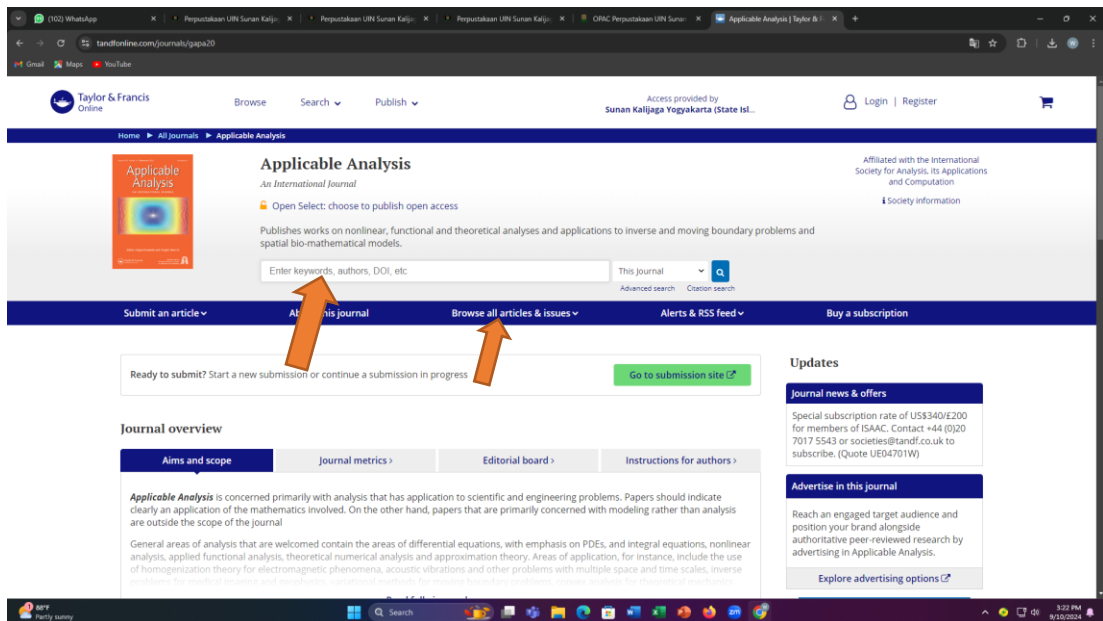 (102) WhatsApp
Perpustakaan UIN Sunan Kalija
Perpustakaan UIN Sunan Kalija
Perpustakaan UIN Sunan Kalija
OPAC Perpustakaan UIN Sunan
Applicable Analysis | Taylor & F
tandfonline.com/journals/gapa20
Gmail
Maps
YouTube
Taylor & Francis
Online
Browse
Search
Publish
Access provided by
Sunan Kalijaga Yogyakarta (State Isl...
Login | Register
Home
All Journals
Applicable Analysis
Applicable
Analysis
Applicable Analysis
An International Journal
Open Select: choose to publish open access
Publishes works on nonlinear, functional and theoretical analyses and applications to inverse and moving boundary problems and
spatial bio-mathematical models.
Affiliated with the International
Society for Analysis, its Applications
and Computation
Society information
Enter keywords, authors, DOI, etc
This Journal
Advanced search
Citation search
Submit an article
this journal
Browse all articles & issues
Alerts & RSS feed
Buy a subscription
Ready to submit? Start a new submission or continue a submission in progress
Go to submission site
Updates
Journal news & offers
Special subscription rate of US$340/£200
for members of ISAAC. Contact +44 (0)20
7017 5543 or societies@tandf.co.uk to
subscribe. (Quote UE04701W)
Journal overview
Aims and scope
Journal metrics
Editorial board
Instructions for authors
Applicable Analysis is concerned primarily with analysis that has application to scientific and engineering problems. Papers should indicate
clearly an application of the mathematics involved. On the other hand, papers that are primarily concerned with modeling rather than analysis
are outside the scope of the journal
General areas of analysis that are welcomed contain the areas of differential equations, with emphasis on PDEs, and integral equations, nonlinear
analysis, applied functional analysis, theoretical numerical analysis and approximation theory. Areas of application, for instance, include the use
of homogenization theory for electromagnetic phenomena, acoustic vibrations and other problems with multiple space and time scales, inverse
Advertise in this journal
Reach an engaged target audience and
position your brand alongside
authoritative peer-reviewed research by
advertising in Applicable Analysis.
Explore advertising options
88°F
Partly sunny
Search
3:22 PM
9/10/2024